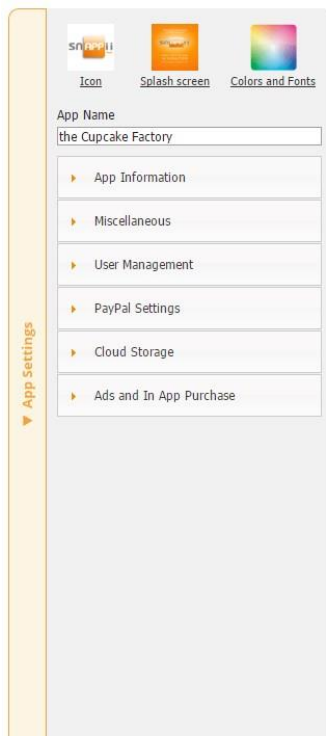 snappii
Icon
Splash screen
Colors and Fonts
App Name
the Cupcake Factory
App Information
Miscellaneous
User Management
PayPal Settings
Cloud Storage
Ads and In App Purchase
App Settings